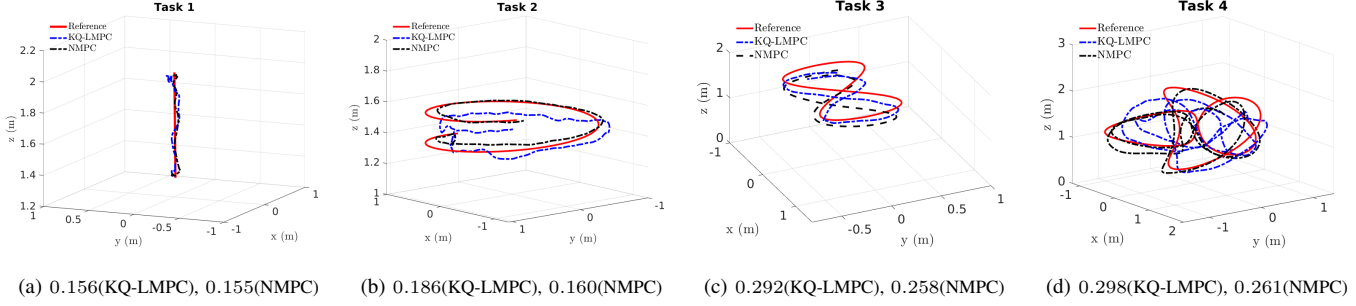 Task 1
Reference
KQ-LMPC
NMPC
2.2
2
1.8
1.6
1.4
1.2
z (m)
1
0.5
0
-0.5
-1
y (m)
-1
0
1
x (m)
Task 2
Reference
KQ-LMPC
NMPC
2
1.8
1.6
1.4
1.2
1
z (m)
1
0
-1
x (m)
1
0
-1
y (m)
Task 3
Reference
KQ-LMPC
NMPC
2
1
0
z (m)
-1
0
1
x (m)
-0.5
0
0.5
1
y (m)
Task 4
Reference
KQ-LMPC
NMPC
3
2
1
0
z (m)
-1
0
1
2
x (m)
-1
0
1
y (m)
(a) 0.156(KQ-LMPC), 0.155(NMPC)
(b) 0.186(KQ-LMPC), 0.160(NMPC)
(c) 0.292(KQ-LMPC), 0.258(NMPC)
(d) 0.298(KQ-LMPC), 0.261(NMPC)